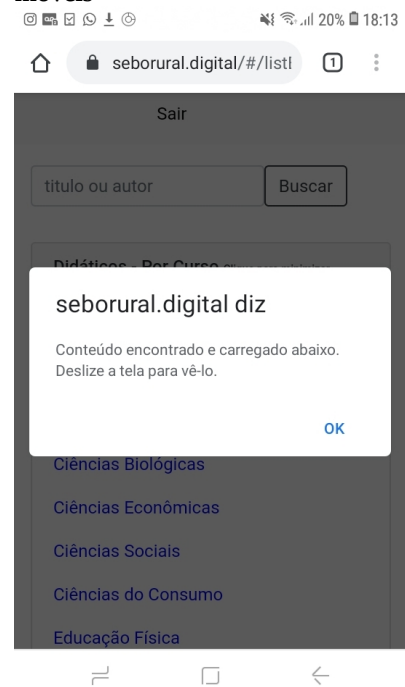 20% 18:13
seborural.digital/#/listl
1
Sair
titulo ou autor Buscar
Didáticos - Por Curso
seborural.digital diz
Conteúdo encontrado e carregado abaixo.
Deslize a tela para vê-lo.
OK
Ciências Biológicas
Ciências Econômicas
Ciências Sociais
Ciências do Consumo
Educação Física